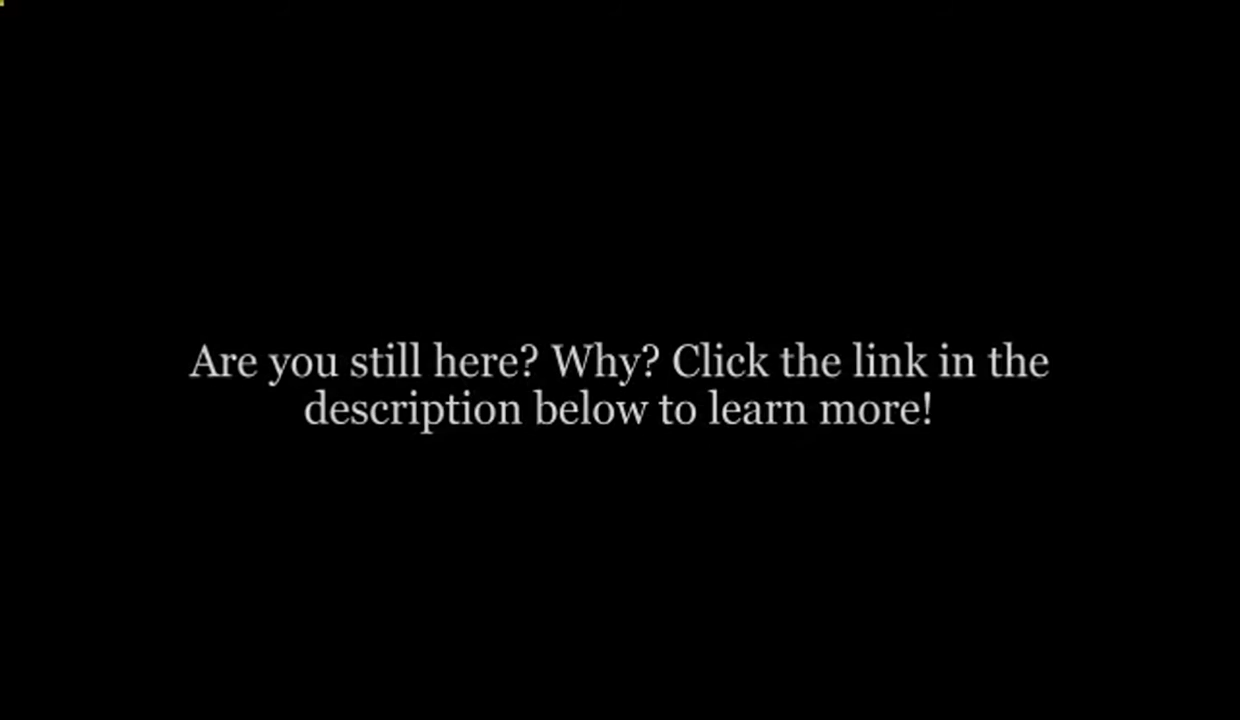 Are you still here? Why? Click the link in the
description below to learn more!